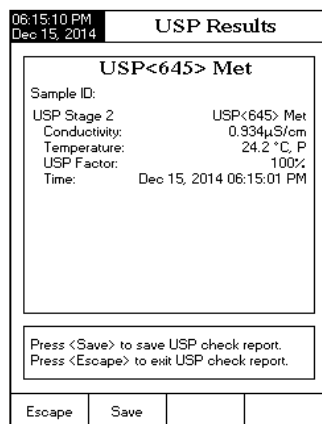 06:15:10 PM
Dec 15, 2014
USP Results
USP<645> Met
Sample ID:
USP Stage 2 USP<645> Met
Conductivity: 0.934µS/cm
Temperature: 24.2 °C, P
USP Factor: 100%
Time: Dec 15, 2014 06:15:01 PM
Press <Save> to save USP check report.
Press <Escape> to exit USP check report.
Escape Save